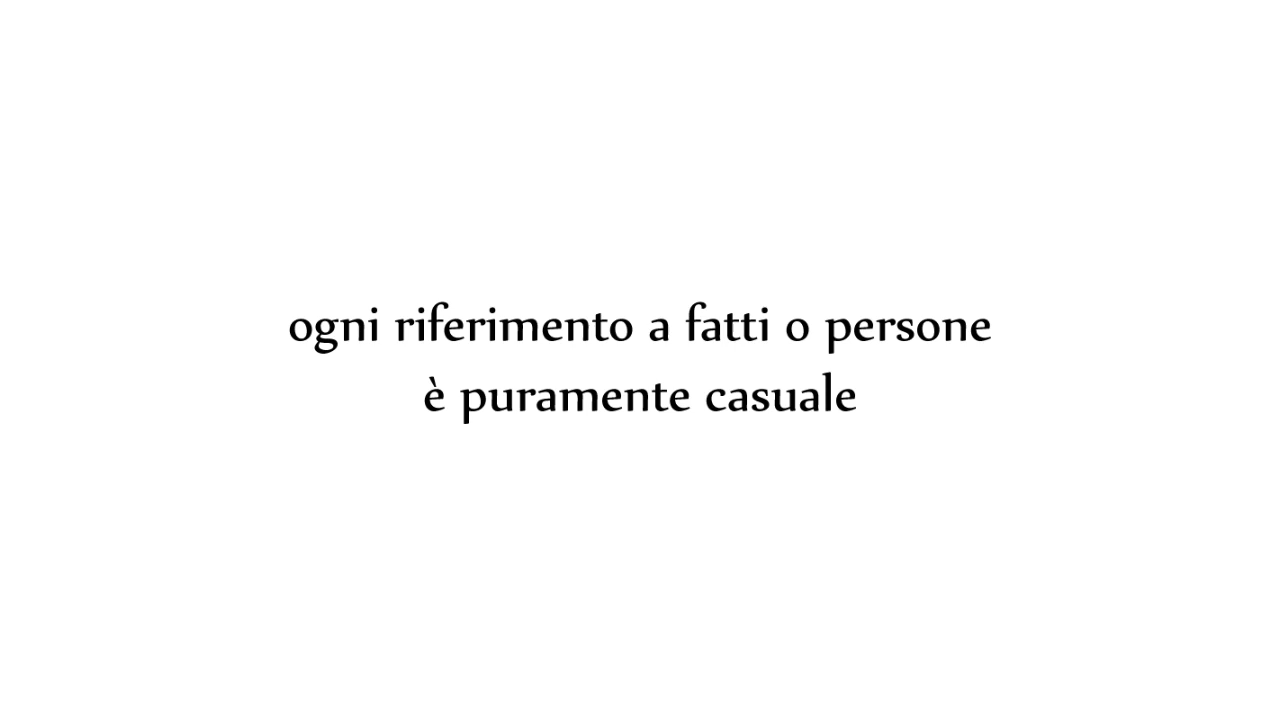 ogni riferimento a fatti o persone
è puramente casuale